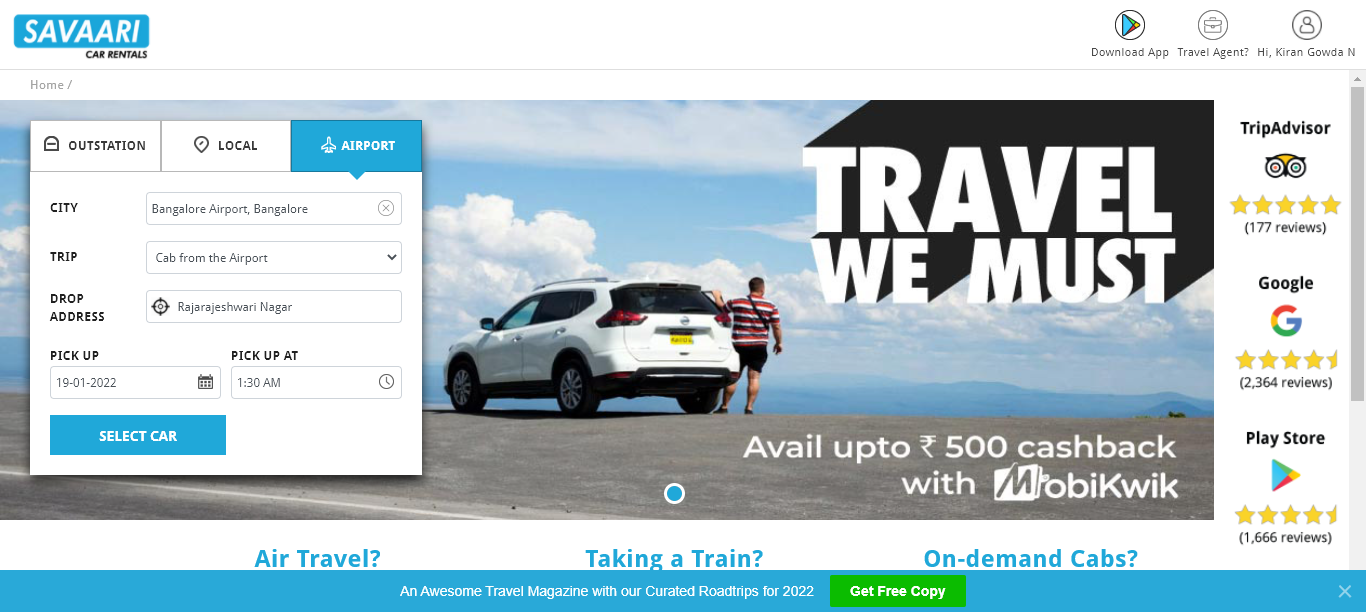 SAVAARI
CAR RENTALS
Download App
Travel Agent?
Hi, Kiran Gowda N
Home /
OUTSTATION
LOCAL
AIRPORT
CITY
Bangalore Airport, Bangalore
TRIP
Cab from the Airport
DROP
ADDRESS
Rajarajeshwari Nagar
PICK UP
PICK UP AT
19-01-2022
1:30 AM
SELECT CAR
TRAVEL
WE MUST
Avail upto ₹ 500 cashback
with MobiKwik
TripAdvisor
(177 reviews)
Google
(2,364 reviews)
Play Store
(1,666 reviews)
Air Travel?
Taking a Train?
On-demand Cabs?
An Awesome Travel Magazine with our Curated Roadtrips for 2022
Get Free Copy